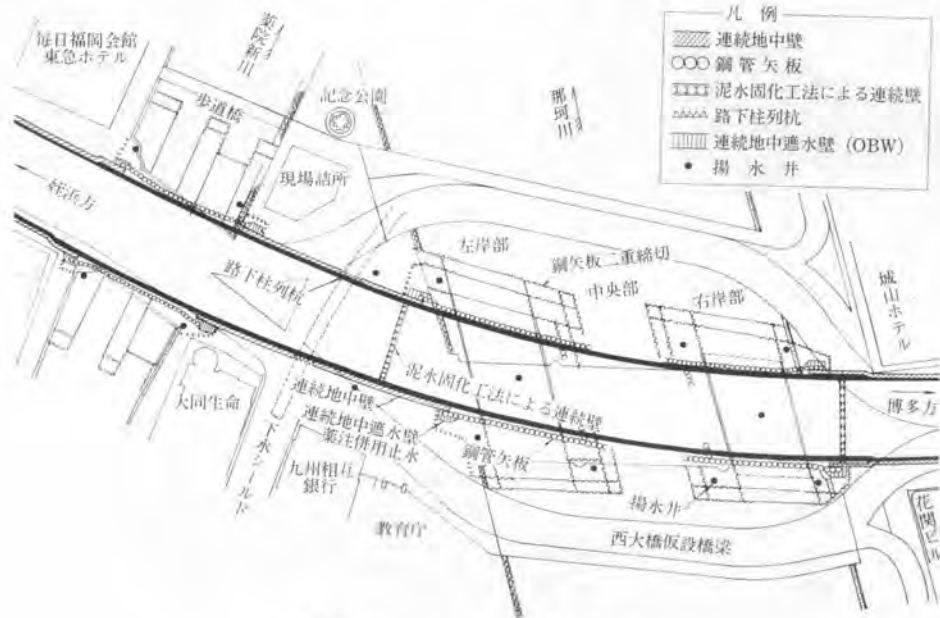 凡例
連続地中壁
鋼管矢板
泥水固化工法による連続壁
路下柱列杭
連続地中遮水壁 (OBW)
揚水井
毎日福岡会館
東急ホテル
薬院新川
歩道橋
記念公園
那珂川
現場詰所
姪浜方
左岸部
鋼矢板二重締切
中央部
右岸部
城山ホテル
路下柱列杭
泥水固化工法による連続壁
博多方
大同生命
連続地中壁
連続地中遮水壁
薬注併用止水
鋼管矢板
下水シールド
九州相互
銀行
揚水井
教育庁
西大橋仮設橋梁
花関ビル